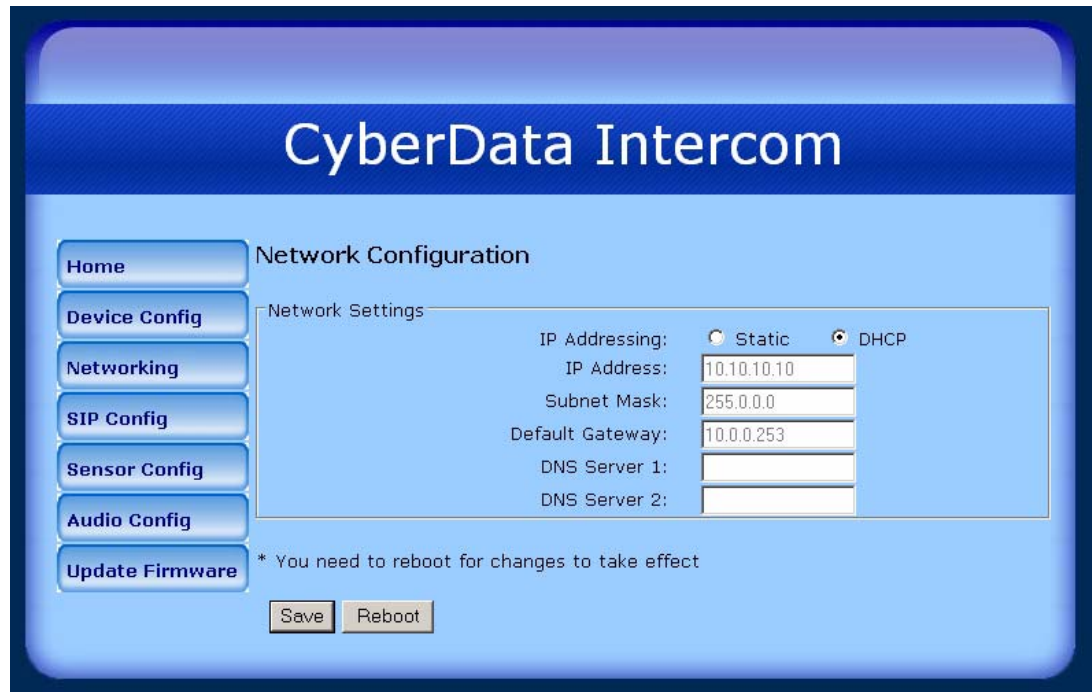 CyberData Intercom
Home
Device Config
Networking
SIP Config
Sensor Config
Audio Config
Update Firmware
Network Configuration
Network Settings
IP Addressing: Static DHCP
IP Address: 10.10.10.10
Subnet Mask: 255.0.0.0
Default Gateway: 10.0.0.253
DNS Server 1:
DNS Server 2:
* You need to reboot for changes to take effect
Save Reboot